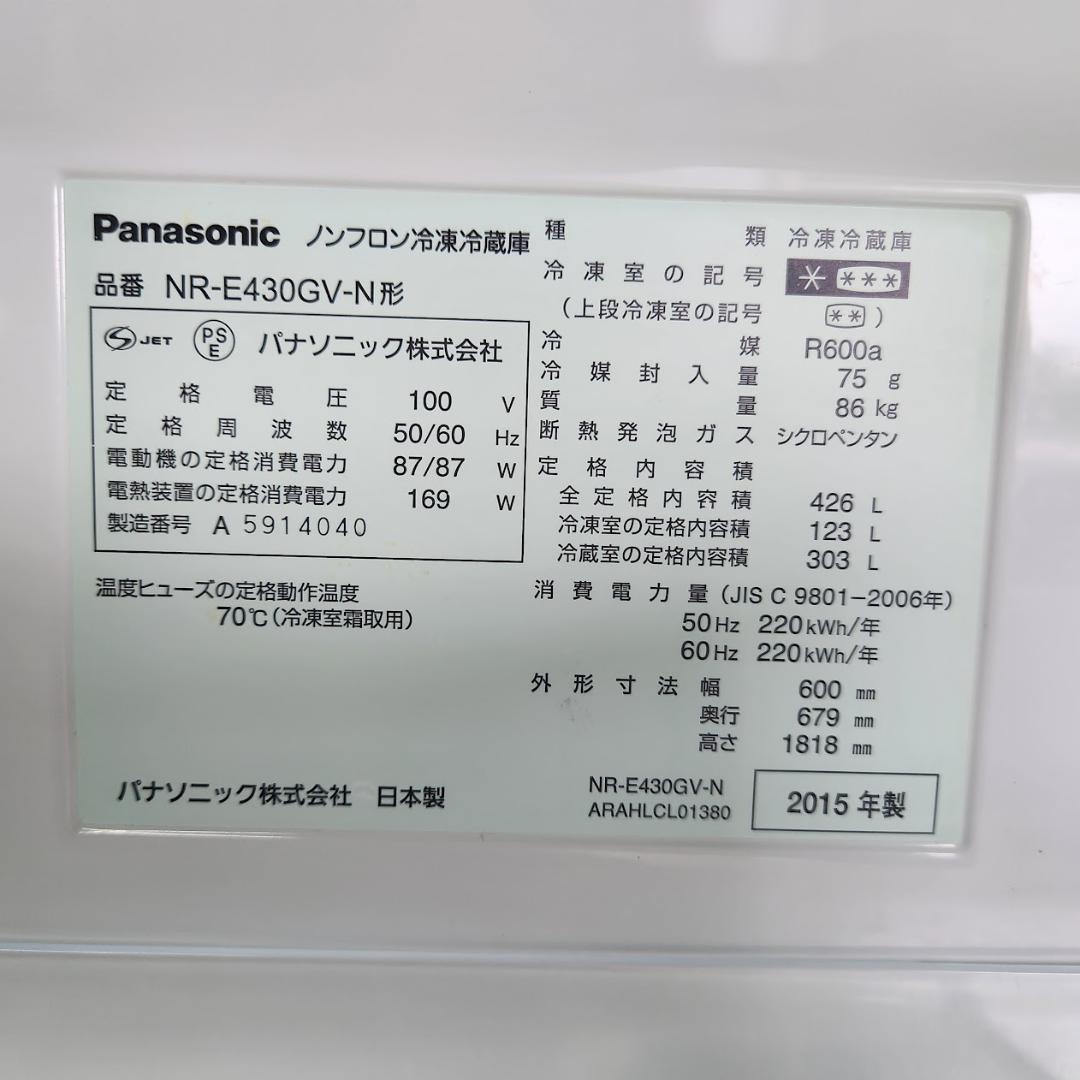 Panasonic ノンフロン冷凍冷蔵庫
品番 NR-E430GV-N形
S JET PS E パナソニック株式会社
定格電圧 100 V
定格周波数 50/60 Hz
電動機の定格消費電力 87/87 W
電熱装置の定格消費電力 169 W
製造番号 A 5914040
温度ヒューズの定格動作温度
70℃(冷凍室霜取用)
パナソニック株式会社 日本製
種類 冷凍冷蔵庫
冷凍室の記号 * ***
(上段冷凍室の記号 ** )
冷媒 R600a
冷媒封入量 75 g
質量 86 kg
断熱発泡ガス シクロペンタン
定格内容積
全定格内容積 426 L
冷凍室の定格内容積 123 L
冷蔵室の定格内容積 303 L
消費電力量 (JIS C 9801-2006年)
50Hz 220kWh/年
60Hz 220kWh/年
外形寸法 幅 600 mm
奥行 679 mm
高さ 1818 mm
NR-E430GV-N
ARAHLCL01380
2015年製